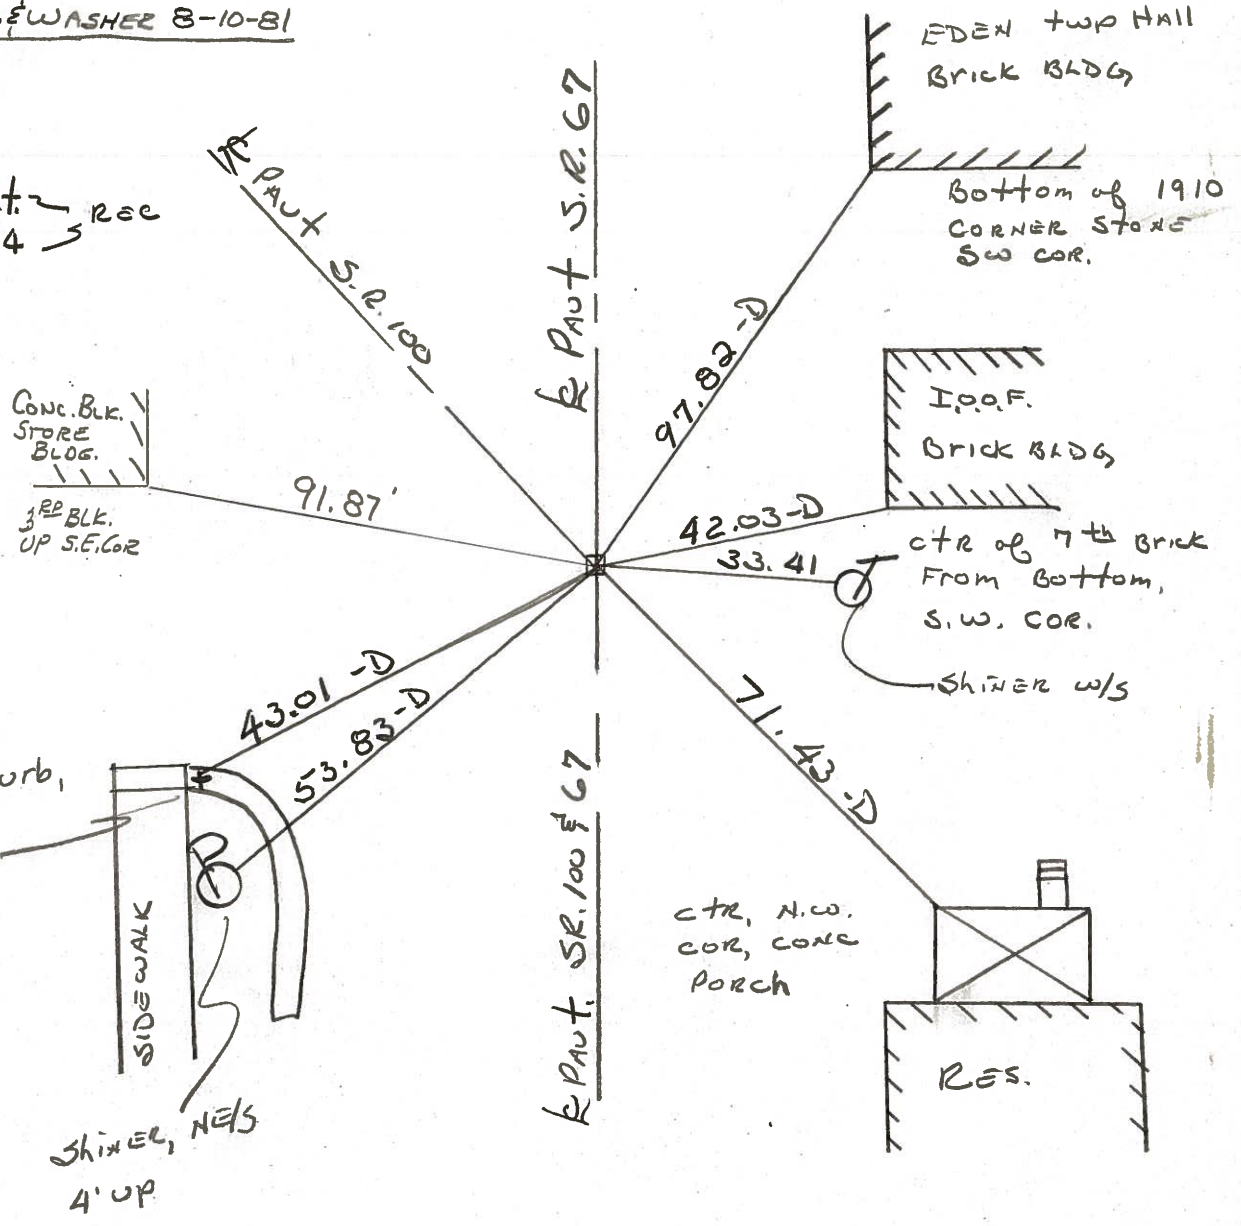 & WASHER 8-10-81
EDEN twp HALL
Brick BLDG
℄ PAVt S.R. 67
℄ PAVt S.R. 100
t. REC
4
Bottom of 1910
CORNER StONE
SW COR.
97.82 -D
CONC. BLK.
STORE
BLDG.
3RD BLK.
UP S.E. COR
91.87'
I.O.O.F.
Brick BLDG
42.03-D
33.41
CtR of 7th Brick
From Bottom,
S.W. COR.
ShiNER W/S
43.01 -D
53.83-D
71.43-D
urb,
SIDEWALK
℄ PAVt. SR. 100 & 67
CtR, N.W.
COR, CONC
PORCh
RES.
ShiNER, NE/S
4' UP